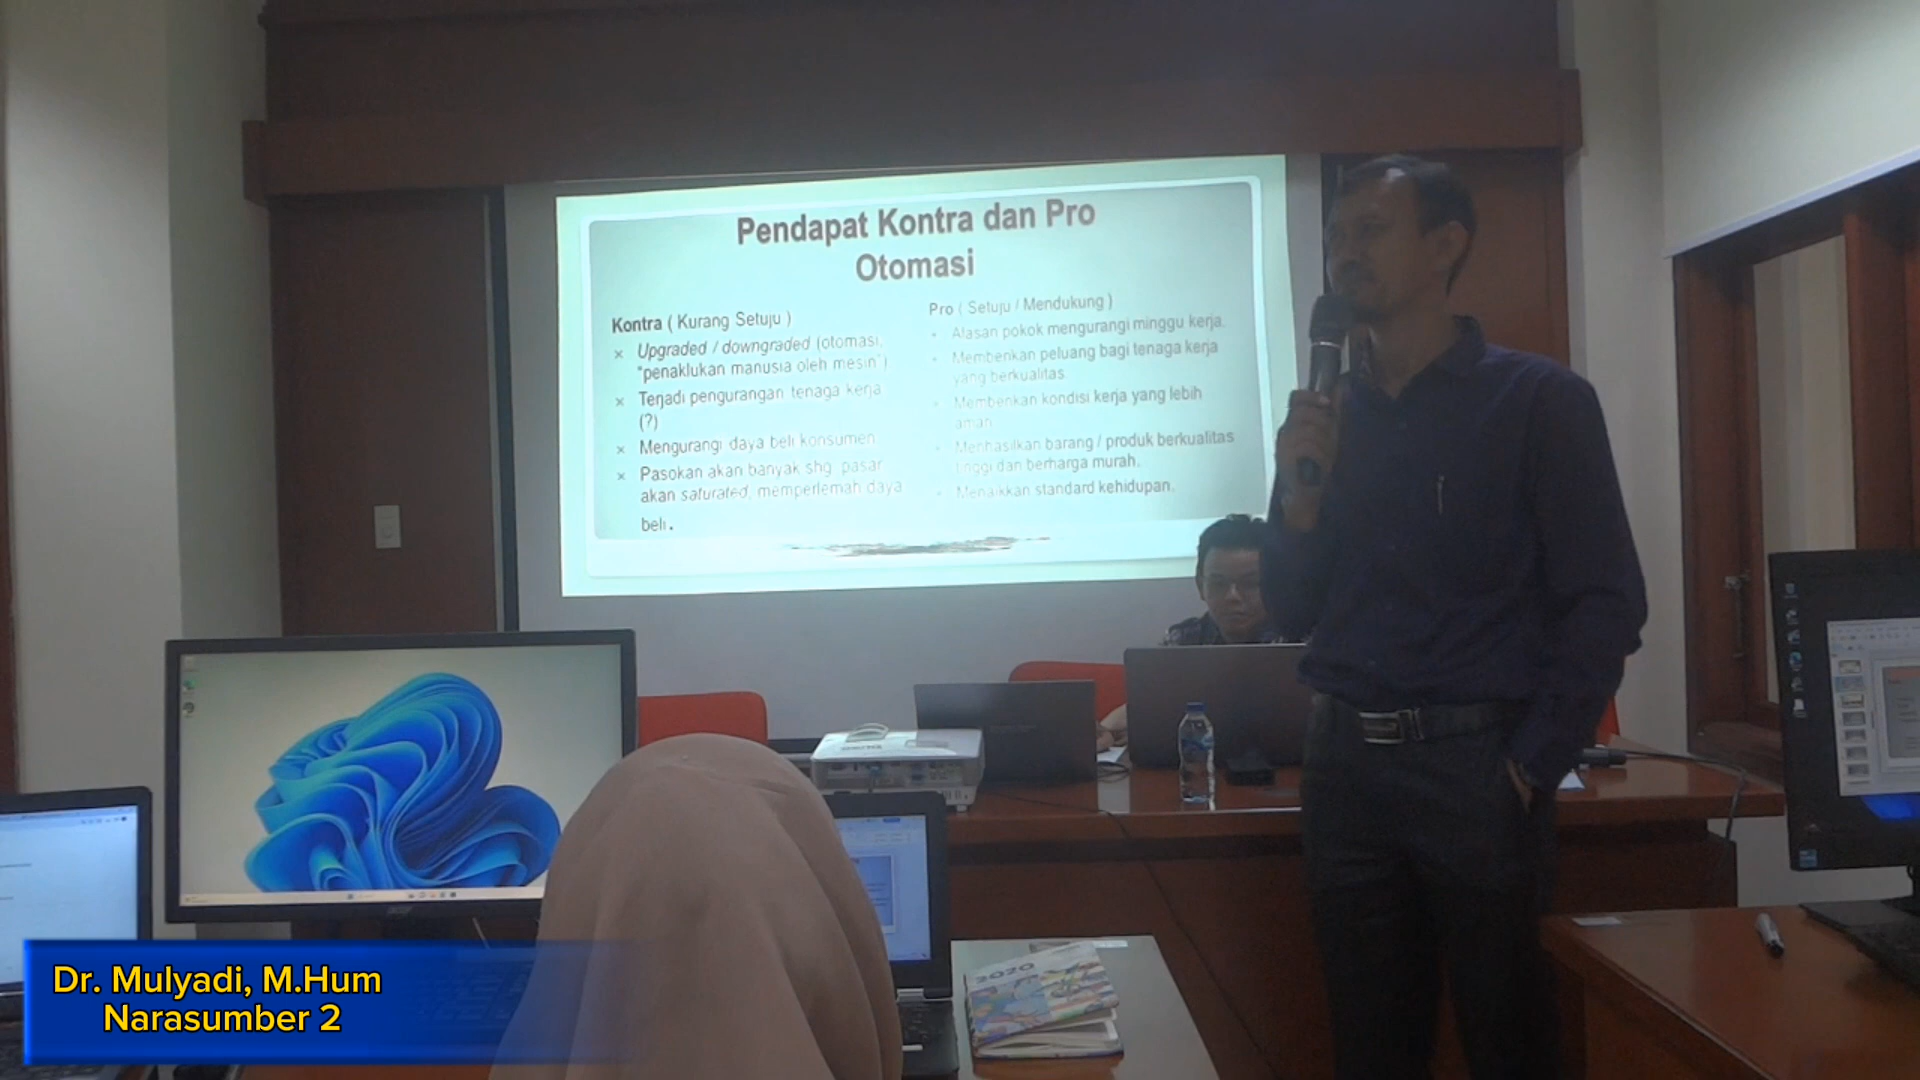 Pendapat Kontra dan Pro
Otomasi
Kontra ( Kurang Setuju )
× Upgraded / downgraded (otomasi,
"penaklukan manusia oleh mesin")
× Terjadi pengurangan tenaga kerja
(?)
× Mengurangi daya beli konsumen.
× Pasokan akan banyak shg pasar
akan saturated, memperlemah daya
beli.
Pro ( Setuju / Mendukung )
Alasan pokok mengurangi minggu kerja.
Memberikan peluang bagi tenaga kerja
yang berkualitas.
Memberikan kondisi kerja yang lebih
aman.
Menhasilkan barang / produk berkualitas
tinggi dan berharga murah.
Menaikkan standard kehidupan.
2020
acer
Dr. Mulyadi, M.Hum
Narasumber 2